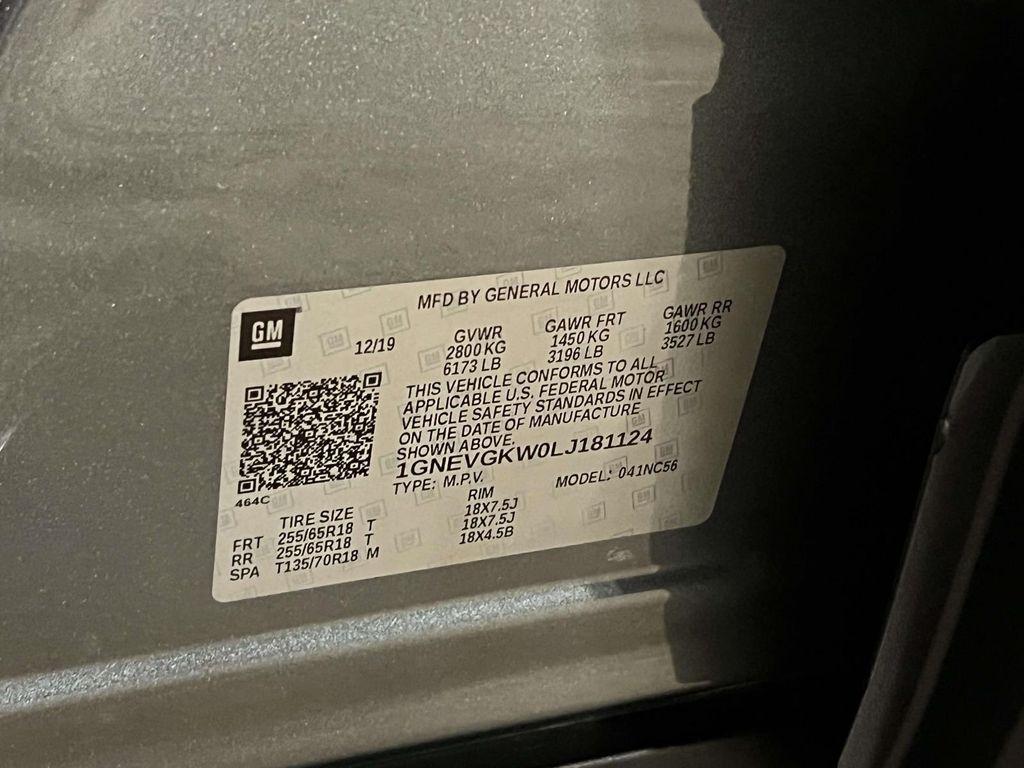 MFD BY GENERAL MOTORS LLC
GM
12/19
GVWR
2800 KG
6173 LB
GAWR FRT
1450 KG
3196 LB
GAWR RR
1600 KG
3527 LB
THIS VEHICLE CONFORMS TO ALL
APPLICABLE U.S. FEDERAL MOTOR
VEHICLE SAFETY STANDARDS IN EFFECT
ON THE DATE OF MANUFACTURE
SHOWN ABOVE.
1GNEVGKW0LJ181124
TYPE: M.P.V.
MODEL: 041NC56
464C
TIRE SIZE RIM
FRT 255/65R18 T 18X7.5J
RR 255/65R18 T 18X7.5J
SPA T135/70R18 M 18X4.5B